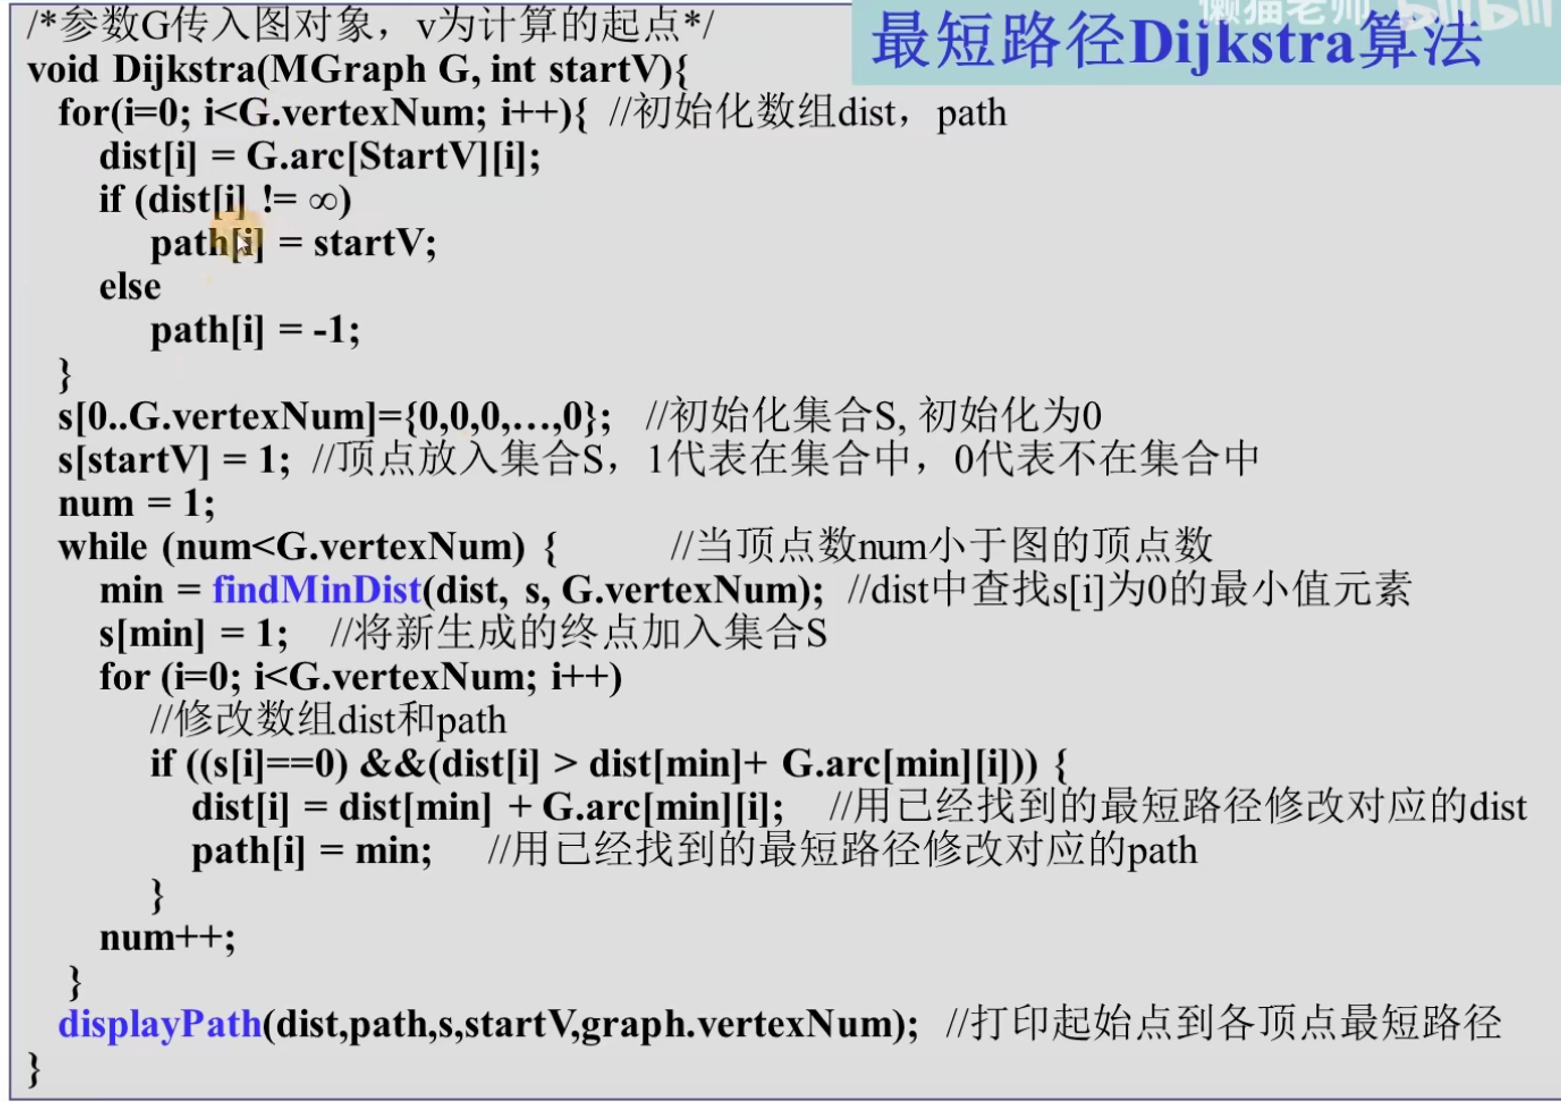 /*参数G传入图对象，v为计算的起点*/
懒猫老师 bilibili
最短路径Dijkstra算法
void Dijkstra(MGraph G, int startV){
for(i=0; i<G.vertexNum; i++){ //初始化数组dist，path
dist[i] = G.arc[StartV][i];
if (dist[i] != ∞)
path[i] = startV;
else
path[i] = -1;
}
s[0..G.vertexNum]={0,0,0,...,0}; //初始化集合S, 初始化为0
s[startV] = 1; //顶点放入集合S，1代表在集合中，0代表不在集合中
num = 1;
while (num<G.vertexNum) { //当顶点数num小于图的顶点数
min = findMinDist(dist, s, G.vertexNum); //dist中查找s[i]为0的最小值元素
s[min] = 1; //将新生成的终点加入集合S
for (i=0; i<G.vertexNum; i++)
//修改数组dist和path
if ((s[i]==0) &&(dist[i] > dist[min]+ G.arc[min][i])) {
dist[i] = dist[min] + G.arc[min][i]; //用已经找到的最短路径修改对应的dist
path[i] = min; //用已经找到的最短路径修改对应的path
}
num++;
}
displayPath(dist,path,s,startV,graph.vertexNum); //打印起始点到各顶点最短路径
}